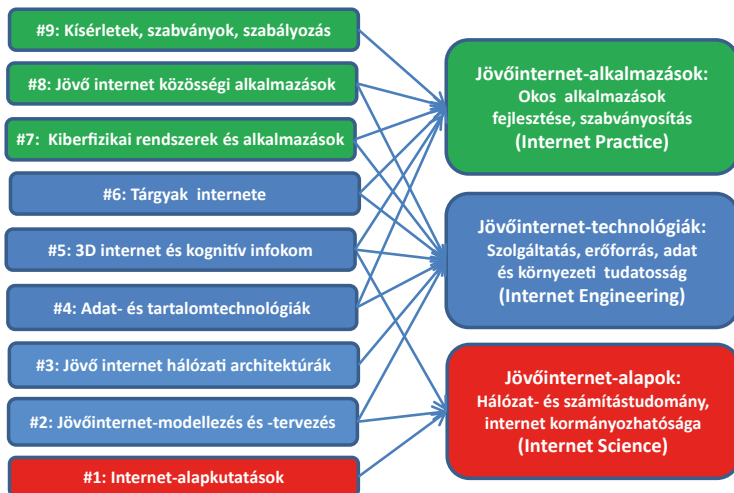 #9: Kísérletek, szabványok, szabályozás
#8: Jövő internet közösségi alkalmazások
#7: Kiberfizikai rendszerek és alkalmazások
#6: Tárgyak internete
#5: 3D internet és kognitív infokom
#4: Adat- és tartalomtechnológiák
#3: Jövő internet hálózati architektúrák
#2: Jövőinternet-modellezés és -tervezés
#1: Internet-alapkutatások
Jövőinternet-alkalmazások:
Okos alkalmazások
fejlesztése, szabványosítás
(Internet Practice)
Jövőinternet-technológiák:
Szolgáltatás, erőforrás, adat
és környezeti tudatosság
(Internet Engineering)
Jövőinternet-alapok:
Hálózat- és számítástudomány,
internet kormányozhatósága
(Internet Science)